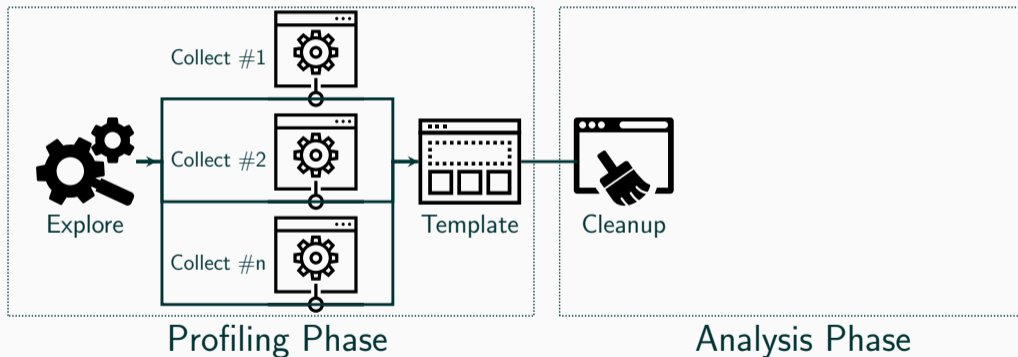 Collect #1
Collect #2
Collect #n
Explore
Template
Cleanup
Profiling Phase
Analysis Phase